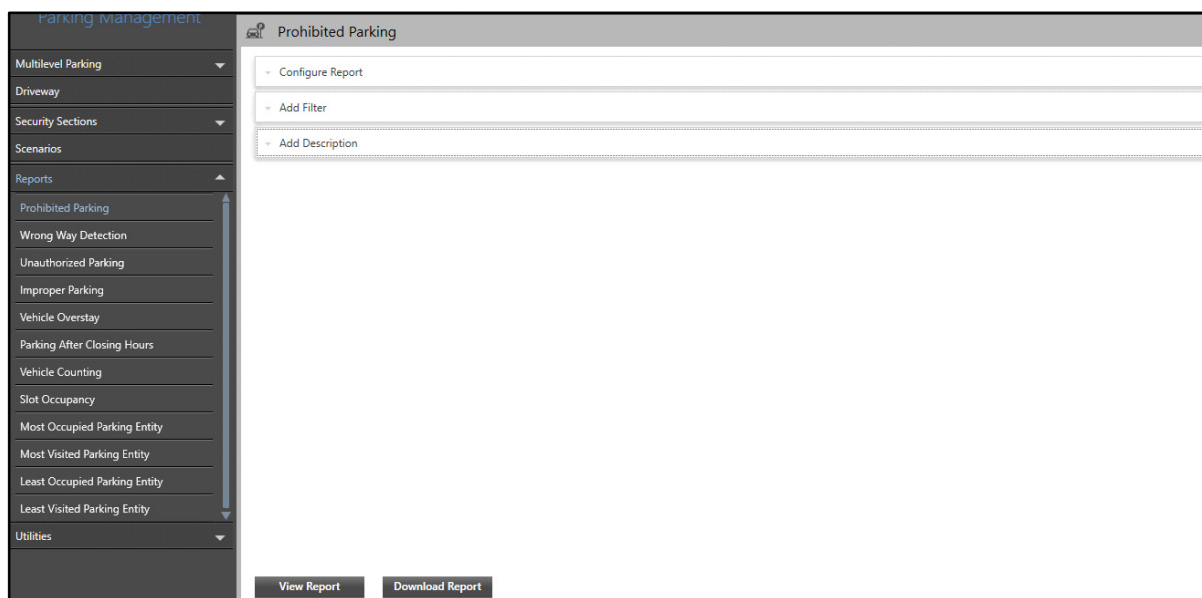 Parking Management
Prohibited Parking
Multilevel Parking
Driveway
Security Sections
Scenarios
Reports
Prohibited Parking
Wrong Way Detection
Unauthorized Parking
Improper Parking
Vehicle Overstay
Parking After Closing Hours
Vehicle Counting
Slot Occupancy
Most Occupied Parking Entity
Most Visited Parking Entity
Least Occupied Parking Entity
Least Visited Parking Entity
Utilities
Configure Report
Add Filter
Add Description
View Report
Download Report